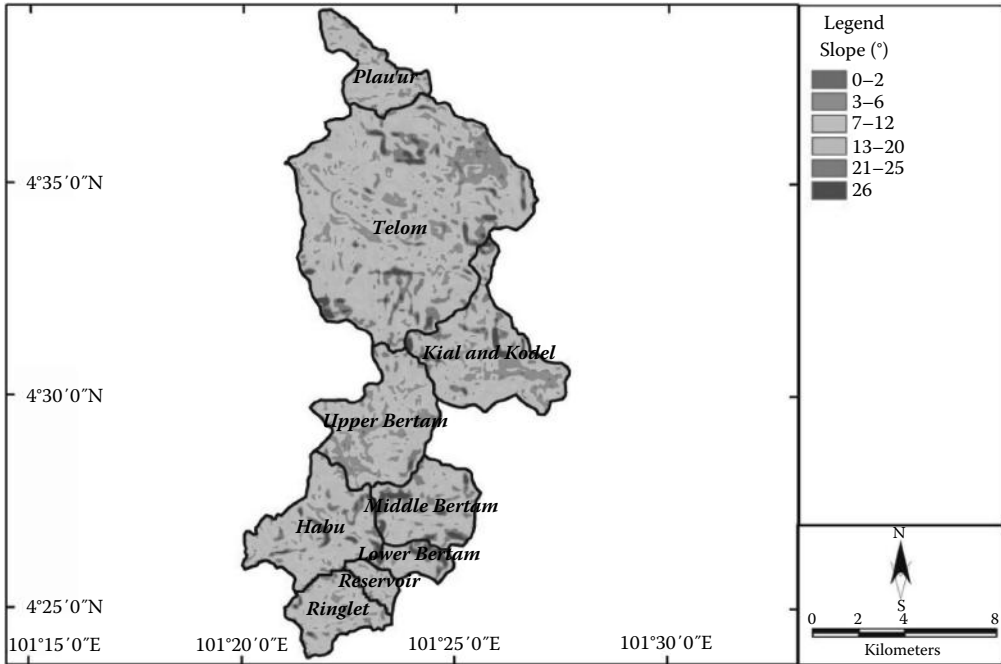 Legend
Slope (°)
0–2
3–6
7–12
13–20
21–25
26
Plau'ur
4°35′0″N
Telom
Kial and Kodel
4°30′0″N
Upper Bertam
Middle Bertam
Habu
Lower Bertam
Reservoir
Ringlet
4°25′0″N
101°15′0″E
101°20′0″E
101°25′0″E
101°30′0″E
N
S
0 2 4 8
Kilometers